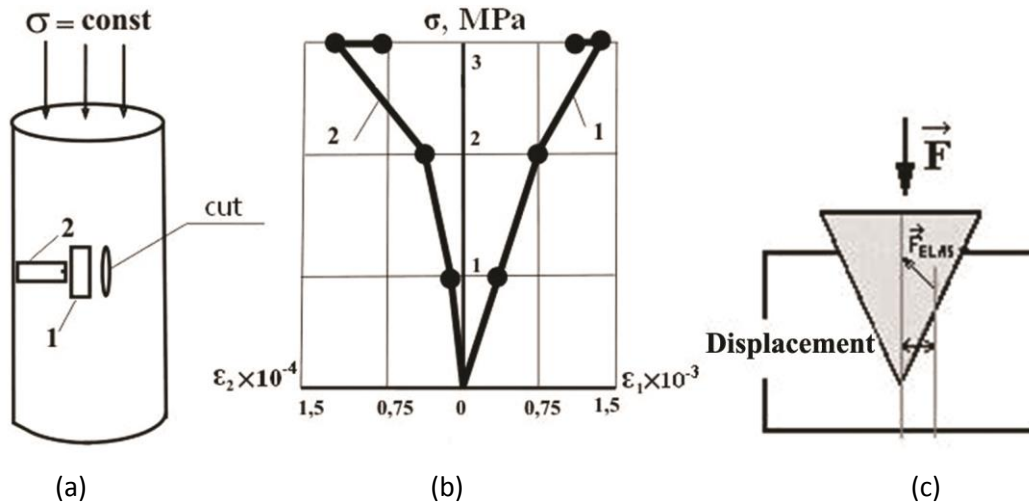 σ = const
2
1
cut
(a)
σ, MPa
3
2
1
2
1
ε₂×10⁻⁴
ε₁×10⁻³
1,5
0,75
0
0,75
1,5
(b)
F
F ELAS
Displacement
(c)